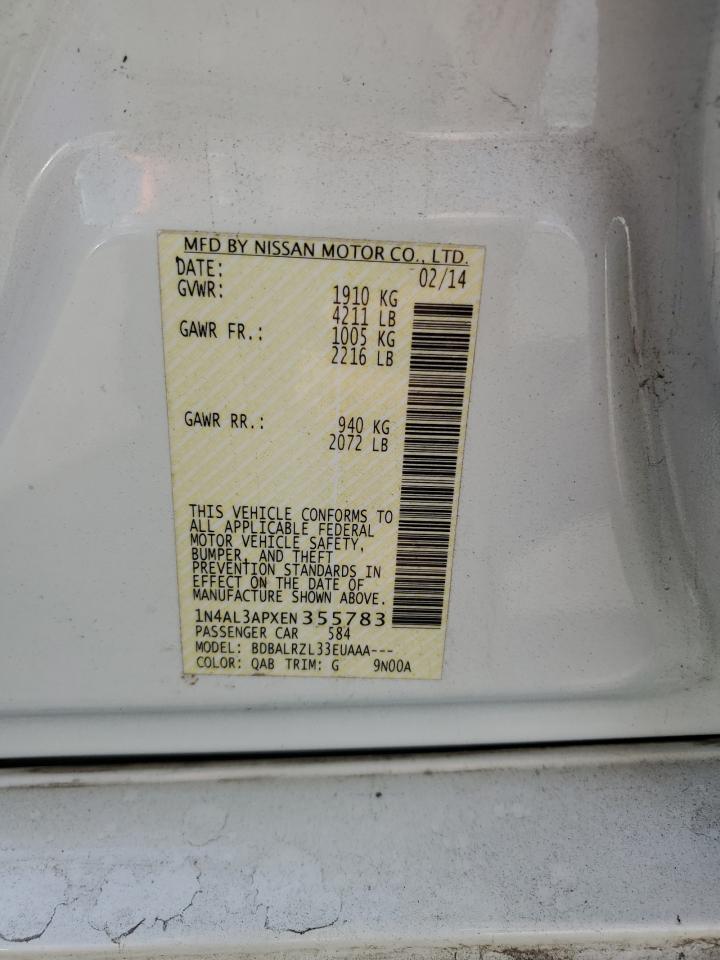 MFD BY NISSAN MOTOR CO., LTD.
DATE: 02/14
GVWR: 1910 KG
4211 LB
GAWR FR.: 1005 KG
2216 LB
GAWR RR.: 940 KG
2072 LB
THIS VEHICLE CONFORMS TO
ALL APPLICABLE FEDERAL
MOTOR VEHICLE SAFETY,
BUMPER, AND THEFT
PREVENTION STANDARDS IN
EFFECT ON THE DATE OF
MANUFACTURE SHOWN ABOVE.
1N4AL3APXEN355783
PASSENGER CAR 584
MODEL: BDBALRZL33EUAAA---
COLOR: QAB TRIM: G 9N00A